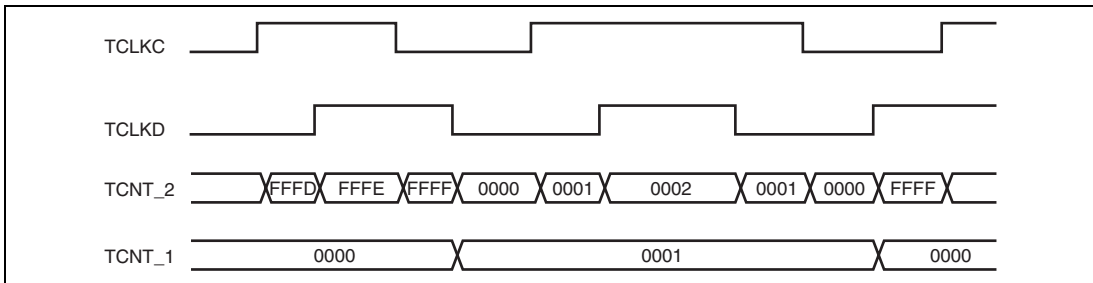 TCLKC
TCLKD
TCNT_2 FFFD FFFE FFFF 0000 0001 0002 0001 0000 FFFF
TCNT_1 0000 0001 0000